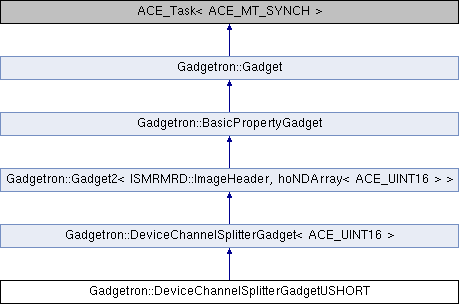 ACE_Task< ACE_MT_SYNCH >
Gadgetron::Gadget
Gadgetron::BasicPropertyGadget
Gadgetron::Gadget2< ISMRMRD::ImageHeader, hoNDArray< ACE_UINT16 > >
Gadgetron::DeviceChannelSplitterGadget< ACE_UINT16 >
Gadgetron::DeviceChannelSplitterGadgetUSHORT